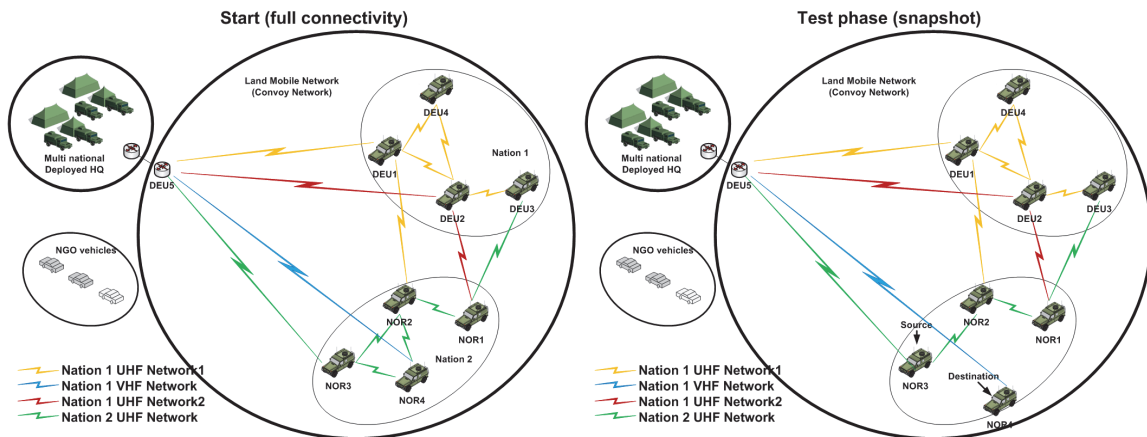 Start (full connectivity)
Land Mobile Network
(Convoy Network)
DEU4
Multi national
Deployed HQ
DEU5
DEU1
Nation 1
DEU2
DEU3
NGO vehicles
NOR2
NOR1
Nation 2
NOR3
NOR4
Nation 1 UHF Network1
Nation 1 VHF Network
Nation 1 UHF Network2
Nation 2 UHF Network
Test phase (snapshot)
Land Mobile Network
(Convoy Network)
DEU4
Multi national
Deployed HQ
DEU5
DEU1
Nation 1
DEU2
DEU3
NGO vehicles
Source
NOR2
NOR1
NOR3
Destination
NOR4
Nation 1 UHF Network1
Nation 1 VHF Network
Nation 1 UHF Network2
Nation 2 UHF Network